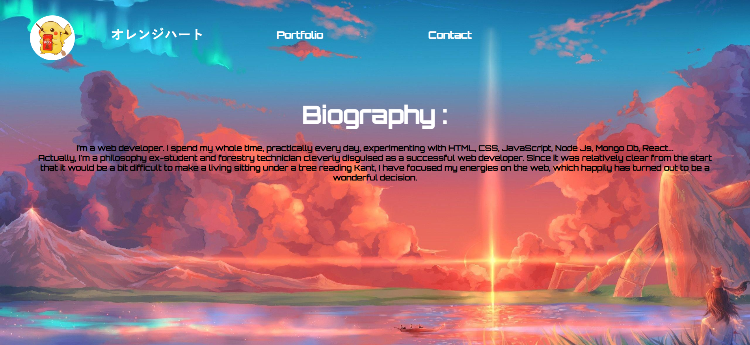 オレンジハート
Portfolio
Contact
Biography :
I'm a web developer. I spend my whole time, practically every day, experimenting with HTML, CSS, JavaScript, Node Js, Mongo Db, React...
Actually, I'm a philosophy ex-student and forestry technician cleverly disguised as a successful web developer. Since it was relatively clear from the start
that it would be a bit difficult to make a living sitting under a tree reading Kant, I have focused my energies on the web, which happily has turned out to be a
wonderful decision.